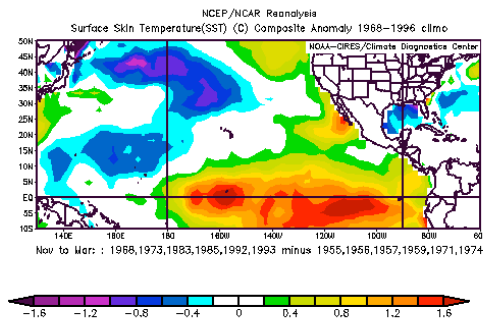 NCEP/NCAR Reanalysis
Surface Skin Temperature(SST) (C) Composite Anomaly 1968-1996 clima
NOAA-CIRES/Climate Diagnostics Center
50N
45N
40N
35N
30N
25N
20N
15N
10N
5N
EQ
5S
10S
140E 160E 180 160W 140W 120W 100W 80W 60
Nov to Mar: : 1968,1973,1983,1985,1992,1993 minus 1955,1956,1957,1959,1971,1974
-1.6 -1.2 -0.8 -0.4 0 0.4 0.8 1.2 1.6